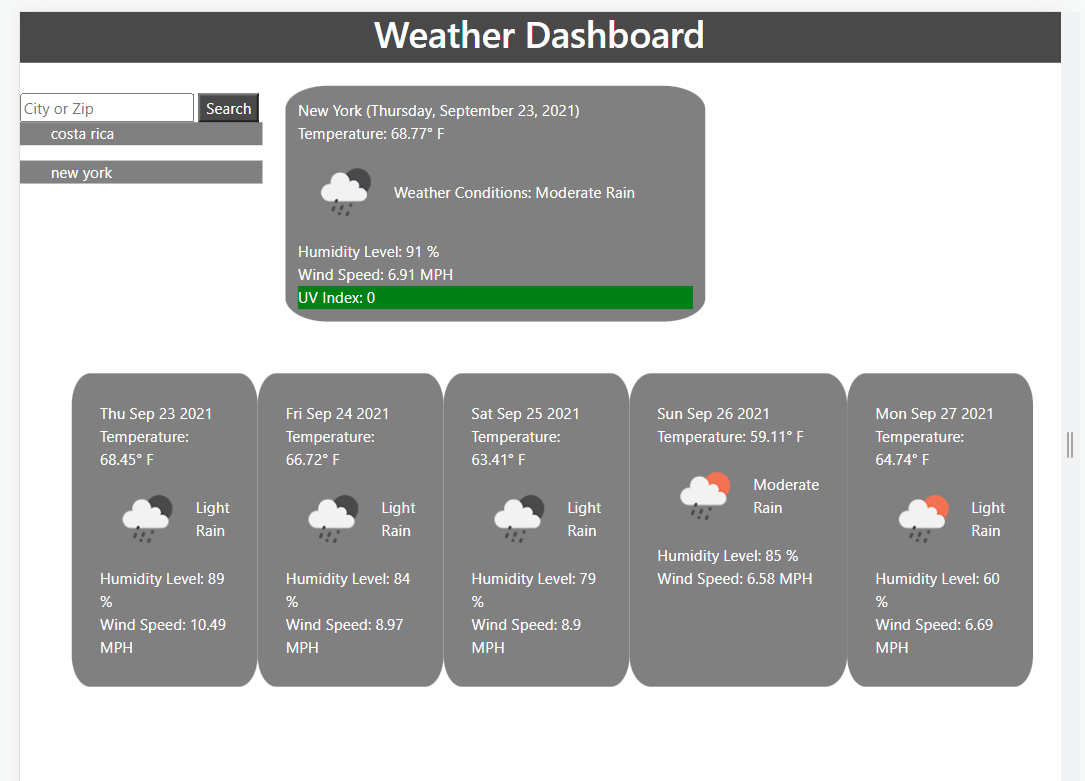 Weather Dashboard
City or Zip
Search
costa rica
new york
New York (Thursday, September 23, 2021)
Temperature: 68.77° F
Weather Conditions: Moderate Rain
Humidity Level: 91 %
Wind Speed: 6.91 MPH
UV Index: 0
Thu Sep 23 2021
Temperature:
68.45° F
Light
Rain
Humidity Level: 89
%
Wind Speed: 10.49
MPH
Fri Sep 24 2021
Temperature:
66.72° F
Light
Rain
Humidity Level: 84
%
Wind Speed: 8.97
MPH
Sat Sep 25 2021
Temperature:
63.41° F
Light
Rain
Humidity Level: 79
%
Wind Speed: 8.9
MPH
Sun Sep 26 2021
Temperature: 59.11° F
Moderate
Rain
Humidity Level: 85 %
Wind Speed: 6.58 MPH
Mon Sep 27 2021
Temperature:
64.74° F
Light
Rain
Humidity Level: 60
%
Wind Speed: 6.69
MPH